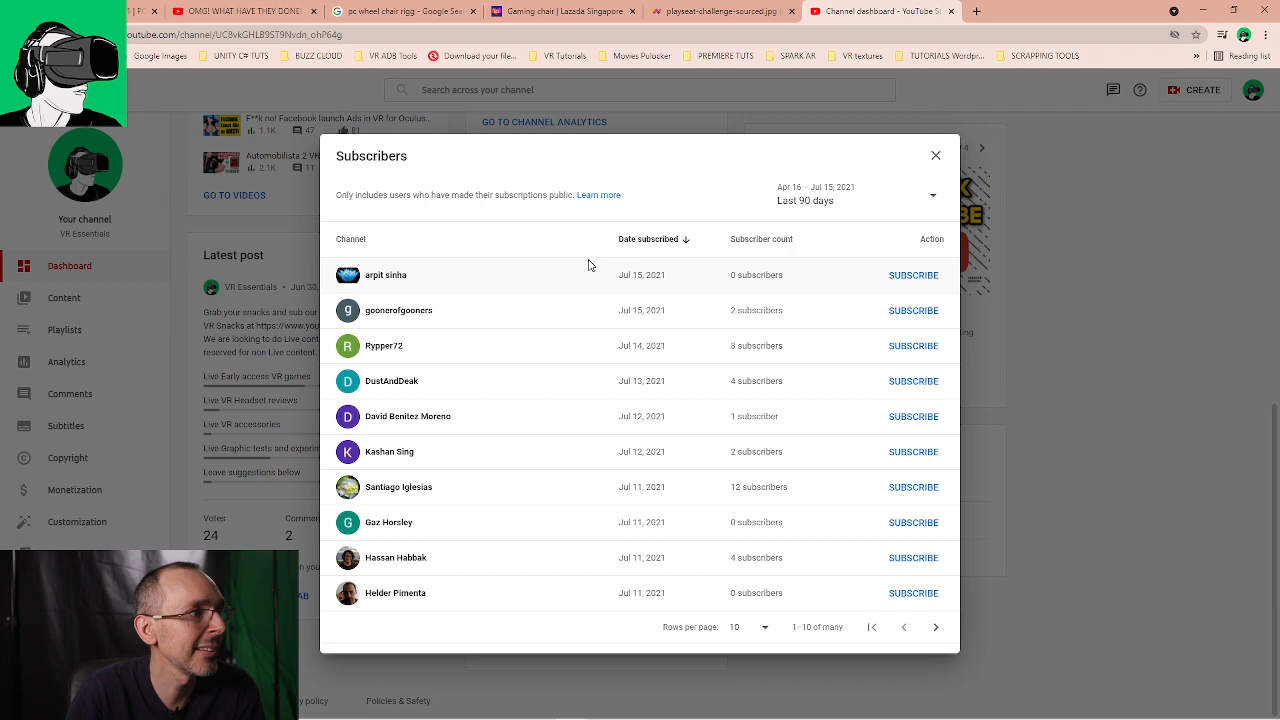 PC
OMG! WHAT HAVE THEY DONE!
pc wheel chair rigg - Google Sea
Gaming chair | Lazada Singapore
playseat-challenge-sourced.jpg (
Channel dashboard - YouTube St
outube.com/channel/UC8vkGHLB9ST9Nvdn_ohP64g
Google Images
UNITY C# TUTS
BUZZ CLOUD
VR ADS
Download your file...
VR Tutorials
Movies Pulocker
PREMIERE TUTS
SPARK AR
VR textures
TUTORIALS Wordpr...
SCRAPPING TOOLS
»
Reading list
Search across your channel
CREATE
F**k no! Facebook launch Ads in VR for Oculus...
1.1K 47 81
GO TO CHANNEL ANALYTICS
Automobilista 2 VR
2.1K 11
GO TO VIDEOS
Your channel
VR Essentials
Dashboard
Content
Playlists
Analytics
Comments
Subtitles
Copyright
Monetization
Customization
Latest post
VR Essentials • Jun 30,
Grab your snacks and sub our
VR Snacks at https://www.you
We are looking to do Live con
reserved for non Live content.
Live Early access VR games
Live VR Headset reviews
Live VR accessories
Live Graphic tests and experim
Leave suggestions below
Votes
Commen
24
2
Subscribers
Only includes users who have made their subscriptions public. Learn more
Apr 16 – Jul 15, 2021
Last 90 days
Channel Date subscribed Subscriber count Action
arpit sinha Jul 15, 2021 0 subscribers SUBSCRIBE
g goonerofgooners Jul 15, 2021 2 subscribers SUBSCRIBE
R Rypper72 Jul 14, 2021 3 subscribers SUBSCRIBE
D DustAndDeak Jul 13, 2021 4 subscribers SUBSCRIBE
D David Benitez Moreno Jul 12, 2021 1 subscriber SUBSCRIBE
K Kashan Sing Jul 12, 2021 2 subscribers SUBSCRIBE
Santiago Iglesias Jul 11, 2021 12 subscribers SUBSCRIBE
G Gaz Horsley Jul 11, 2021 0 subscribers SUBSCRIBE
Hassan Habbak Jul 11, 2021 4 subscribers SUBSCRIBE
Helder Pimenta Jul 11, 2021 0 subscribers SUBSCRIBE
Rows per page: 10 1–10 of many
Policies & Safety